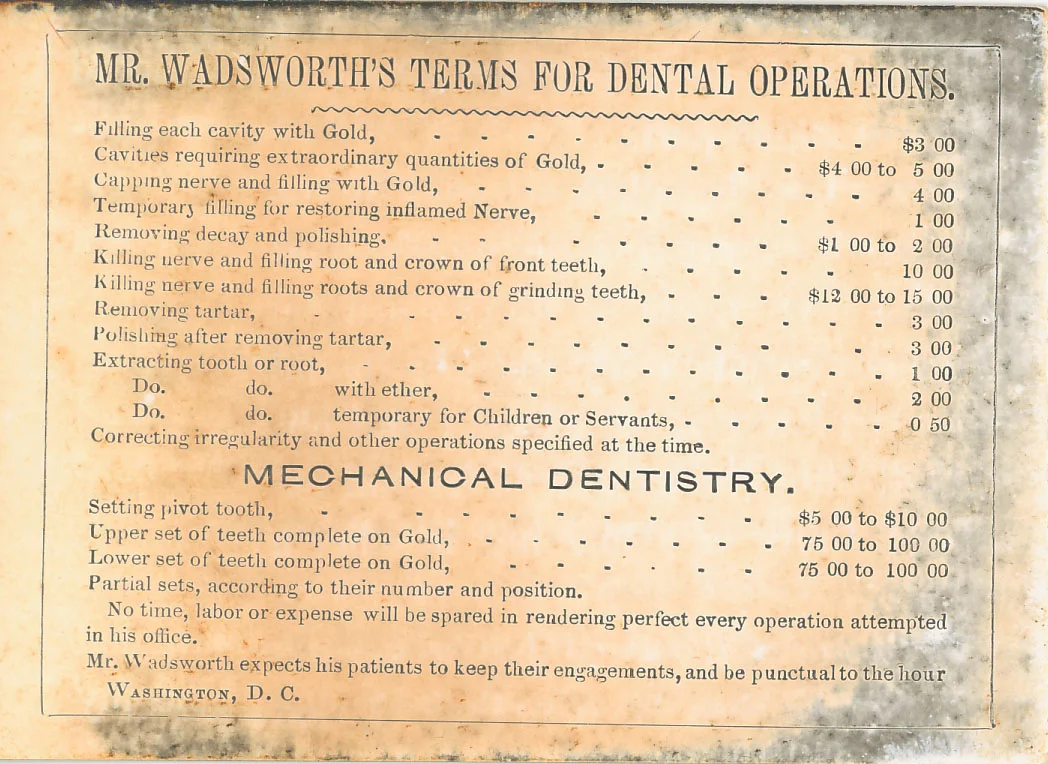 MR. WADSWORTH'S TERMS FOR DENTAL OPERATIONS.
Filling each cavity with Gold, - - - - - - - - - $3 00
Cavities requiring extraordinary quantities of Gold, - - - - - $4 00 to 5 00
Capping nerve and filling with Gold, - - - - - - - - - 4 00
Temporary filling for restoring inflamed Nerve, - - - - - - 1 00
Removing decay and polishing, - - - - - - - $1 00 to 2 00
Killing nerve and filling root and crown of front teeth, - - - - - 10 00
Killing nerve and filling roots and crown of grinding teeth, - - - $12 00 to 15 00
Removing tartar, - - - - - - - - - - - - 3 00
Polishing after removing tartar, - - - - - - - - - 3 00
Extracting tooth or root, - - - - - - - - - - - - 1 00
Do. do. with ether, - - - - - - - - - 2 00
Do. do. temporary for Children or Servants, - - - - - 0 50
Correcting irregularity and other operations specified at the time.
MECHANICAL DENTISTRY.
Setting pivot tooth, - - - - - - - - - $5 00 to $10 00
Upper set of teeth complete on Gold, - - - - - - - - 75 00 to 100 00
Lower set of teeth complete on Gold, - - - - - - 75 00 to 100 00
Partial sets, according to their number and position.
No time, labor or expense will be spared in rendering perfect every operation attempted
in his office.
Mr. Wadsworth expects his patients to keep their engagements, and be punctual to the hour
WASHINGTON, D. C.